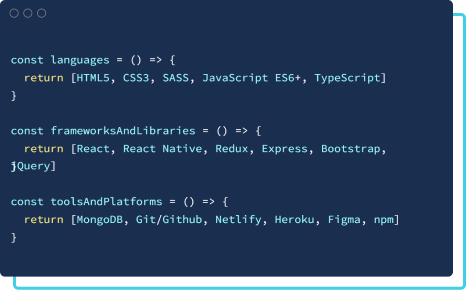 const languages = () => {
return [HTML5, CSS3, SASS, JavaScript ES6+, TypeScript]
}
const frameworksAndLibraries = () => {
return [React, React Native, Redux, Express, Bootstrap,
jQuery]
}
const toolsAndPlatforms = () => {
return [MongoDB, Git/Github, Netlify, Heroku, Figma, npm]
}